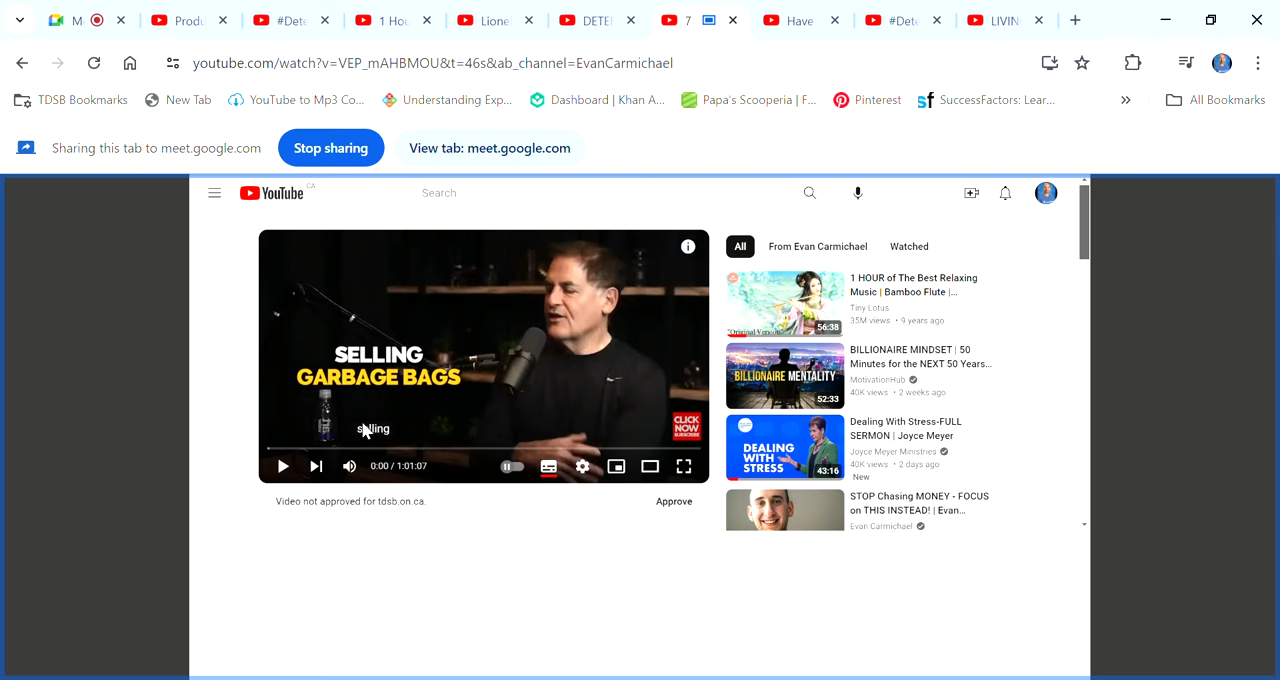 M
Produ
#Dete
1 Hou
Lione
DETE
7
Have
#Dete
LIVIN
youtube.com/watch?v=VEP_mAHBMOU&t=46s&ab_channel=EvanCarmichael
TDSB Bookmarks
New Tab
YouTube to Mp3 Co...
Understanding Exp...
Dashboard | Khan A...
Papa's Scooperia | F...
Pinterest
SuccessFactors: Lear...
»
All Bookmarks
Sharing this tab to meet.google.com
Stop sharing
View tab: meet.google.com
YouTube CA
Search
SELLING
GARBAGE BAGS
selling
CLICK
NOW
SUBSCRIBE
0:00 / 1:01:07
Video not approved for tdsb.on.ca.
Approve
All
From Evan Carmichael
Watched
"Original Version"
56:38
1 HOUR of The Best Relaxing
Music | Bamboo Flute |...
Tiny Lotus
35M views • 9 years ago
BILLIONAIRE MENTALITY
52:33
BILLIONAIRE MINDSET | 50
Minutes for the NEXT 50 Years...
MotivationHub
40K views • 2 weeks ago
DEALING
WITH
STRESS
43:16
Dealing With Stress-FULL
SERMON | Joyce Meyer
Joyce Meyer Ministries
40K views • 2 days ago
New
STOP Chasing MONEY - FOCUS
on THIS INSTEAD! | Evan...
Evan Carmichael